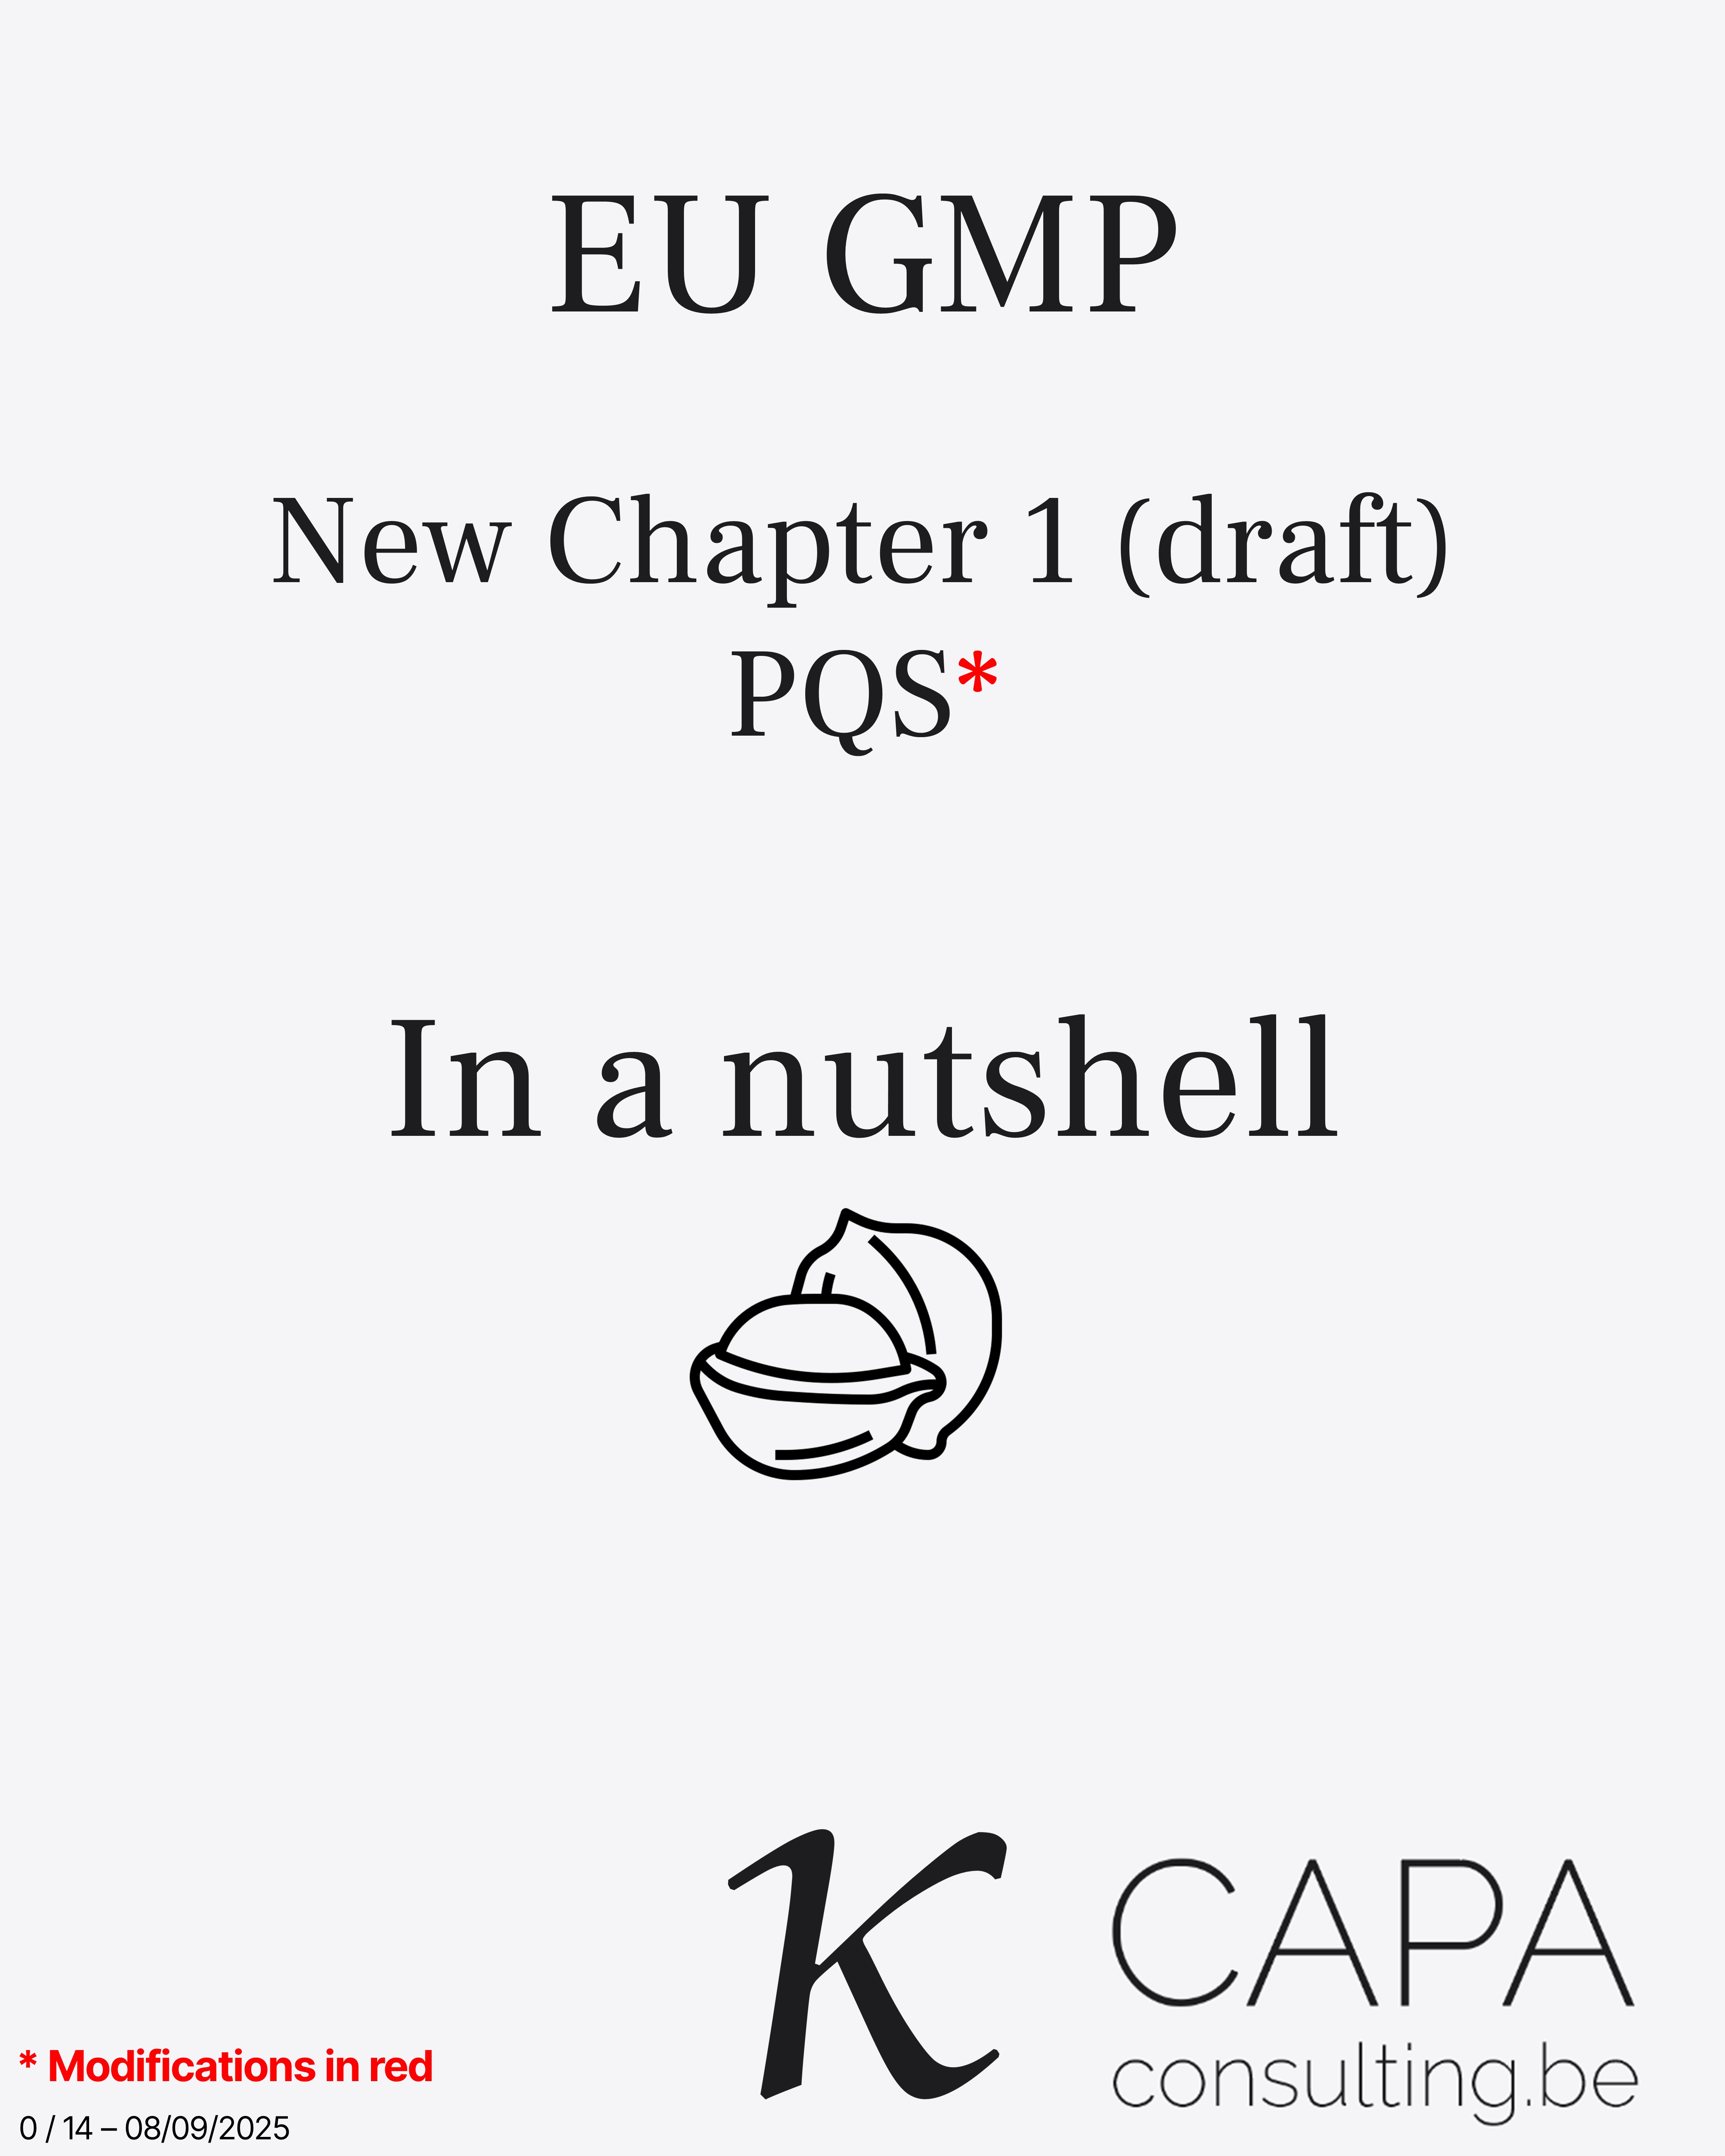 EU GMP
New Chapter 1 (draft)
PQS*
In a nutshell
K CAPA
consulting.be
* Modifications in red
0 / 14 – 08/09/2025